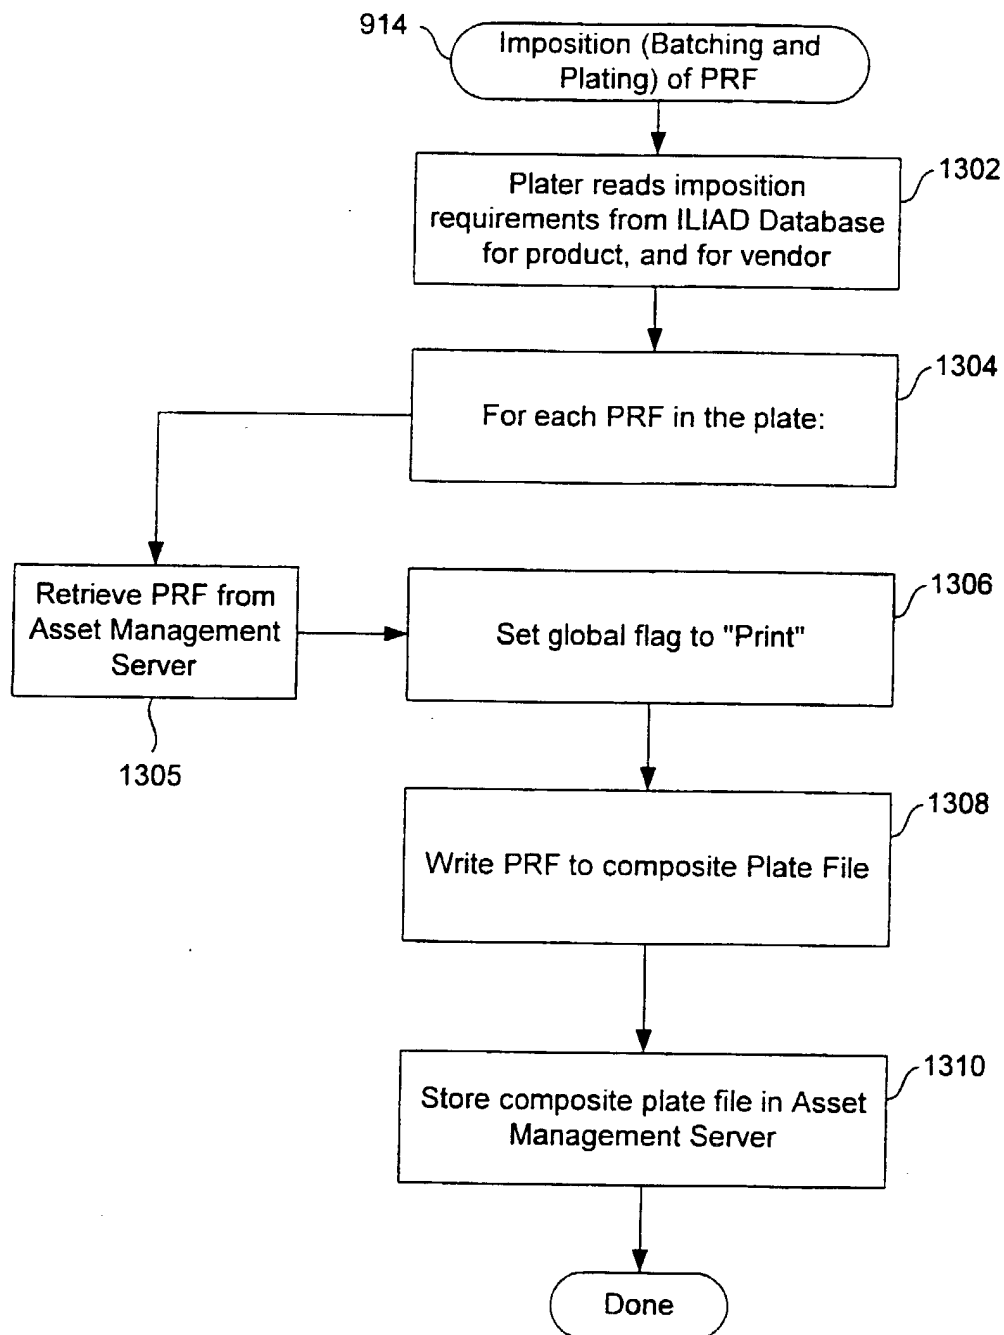 914
Imposition (Batching and
Plating) of PRF
1302
Plater reads imposition
requirements from ILIAD Database
for product, and for vendor
1304
For each PRF in the plate:
Retrieve PRF from
Asset Management
Server
1305
1306
Set global flag to "Print"
1308
Write PRF to composite Plate File
1310
Store composite plate file in Asset
Management Server
Done